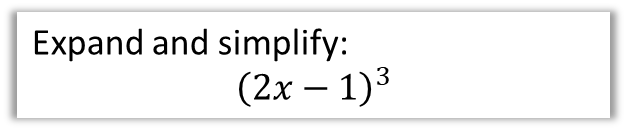 Expand and simplify:
(2x − 1)³